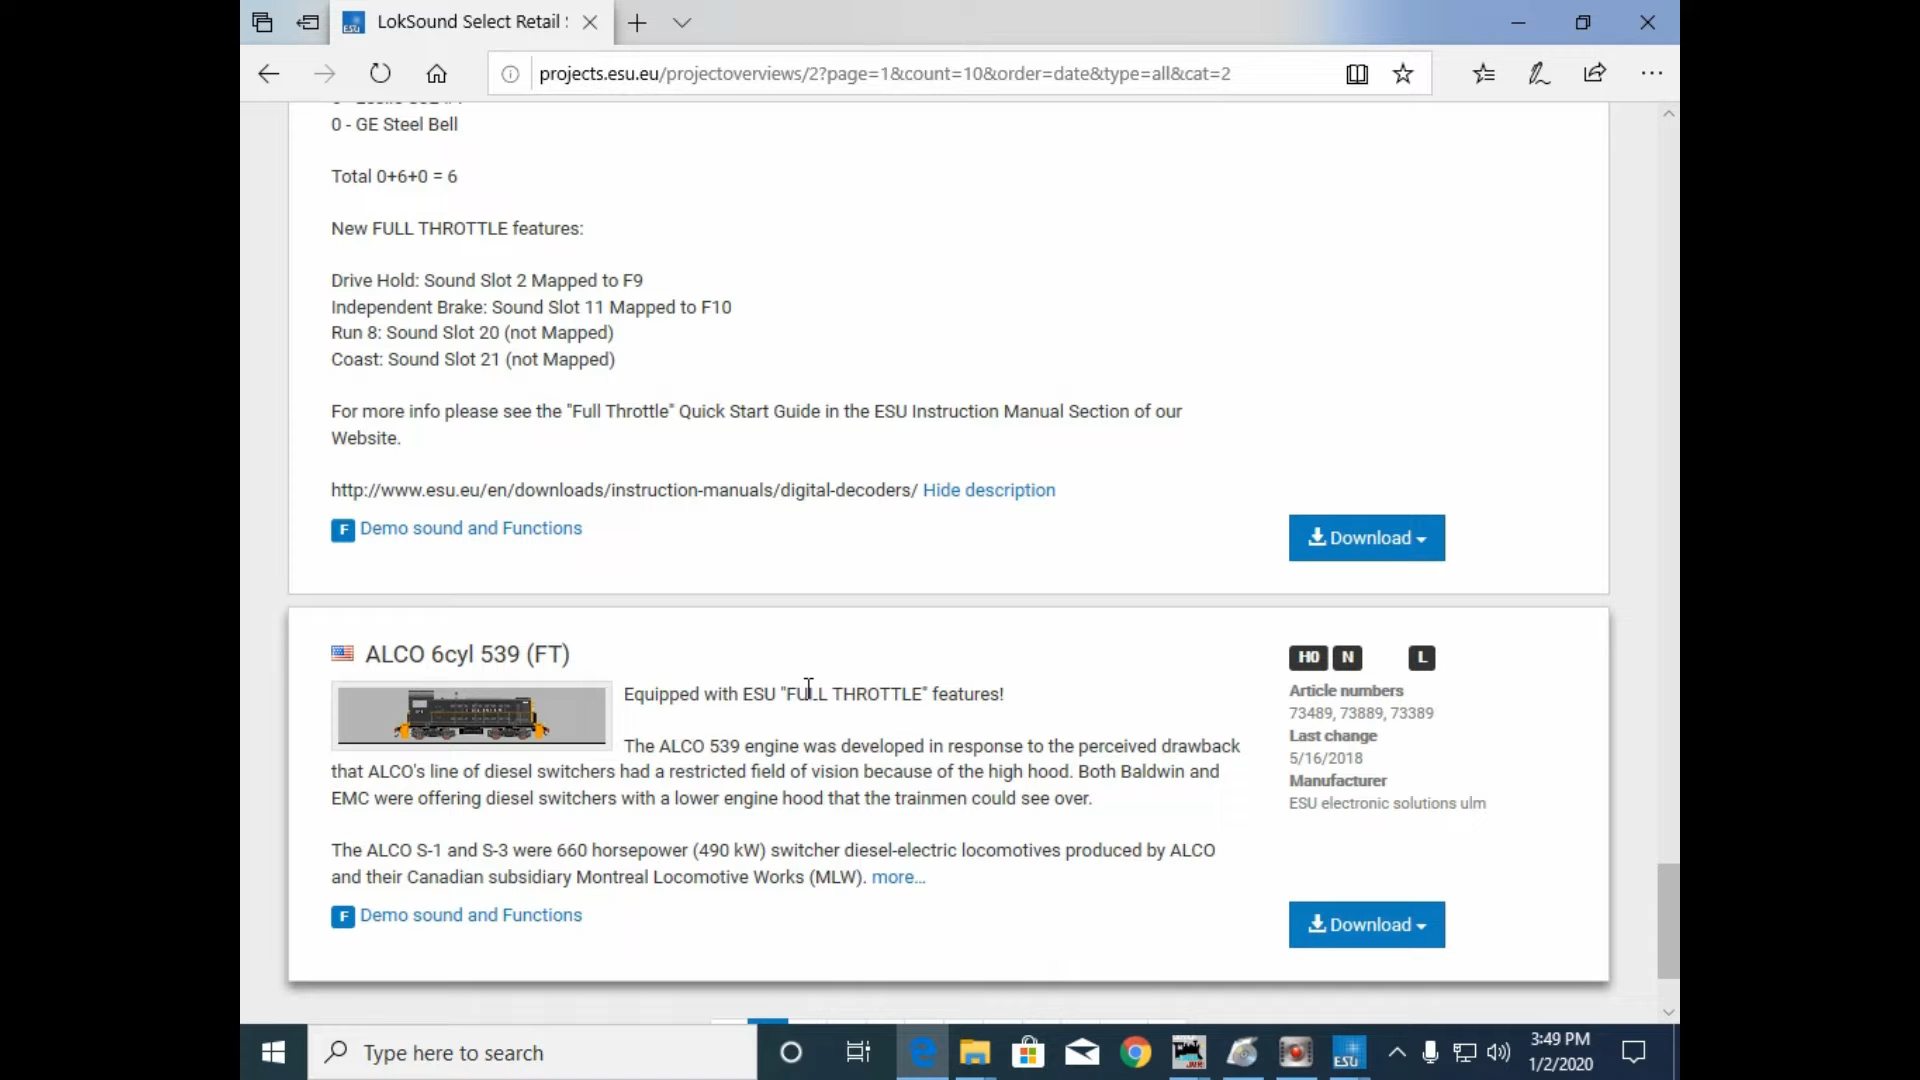 LokSound Select Retail
projects.esu.eu/projectoverviews/2?page=1&count=10&order=date&type=all&cat=2
0 - GE Steel Bell
Total 0+6+0 = 6
New FULL THROTTLE features:
Drive Hold: Sound Slot 2 Mapped to F9
Independent Brake: Sound Slot 11 Mapped to F10
Run 8: Sound Slot 20 (not Mapped)
Coast: Sound Slot 21 (not Mapped)
For more info please see the "Full Throttle" Quick Start Guide in the ESU Instruction Manual Section of our
Website.
http://www.esu.eu/en/downloads/instruction-manuals/digital-decoders/ Hide description
F Demo sound and Functions
Download
ALCO 6cyl 539 (FT)
H0 N L
Equipped with ESU "FULL THROTTLE" features!
The ALCO 539 engine was developed in response to the perceived drawback
that ALCO's line of diesel switchers had a restricted field of vision because of the high hood. Both Baldwin and
EMC were offering diesel switchers with a lower engine hood that the trainmen could see over.
The ALCO S-1 and S-3 were 660 horsepower (490 kW) switcher diesel-electric locomotives produced by ALCO
and their Canadian subsidiary Montreal Locomotive Works (MLW). more...
F Demo sound and Functions
Article numbers
73489, 73889, 73389
Last change
5/16/2018
Manufacturer
ESU electronic solutions ulm
Download
Type here to search
ESU
3:49 PM
1/2/2020